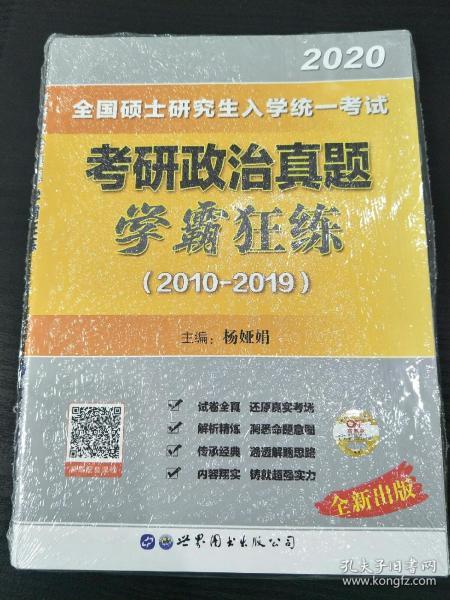 2020
全国硕士研究生入学统一考试
考研政治真题
学霸狂练
(2010-2019)
主编：杨娅娟
试卷全真 还原真实考场
解析精练 洞悉命题意图
传承经典 通透解题思路
内容翔实 铸就超强实力
全新出版
世界图书出版公司
孔夫子旧书网
www.kongfz.com